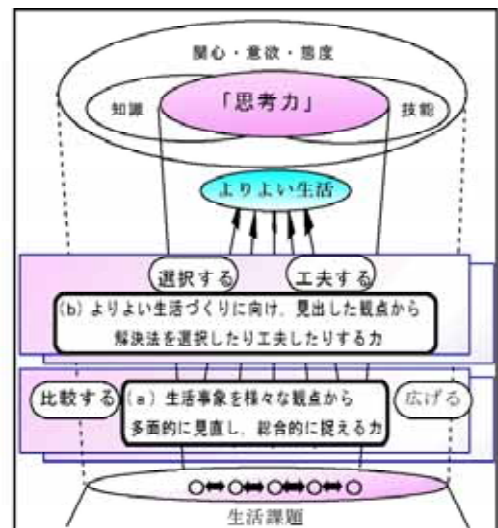 関心・意欲・態度
知識
「思考力」
技能
よりよい生活
選択する
工夫する
(b) よりよい生活づくりに向け，見出した観点から
解決法を選択したり工夫したりする力
比較する
(a) 生活事象を様々な観点から
多面的に見直し，総合的に捉える力
広げる
生活課題